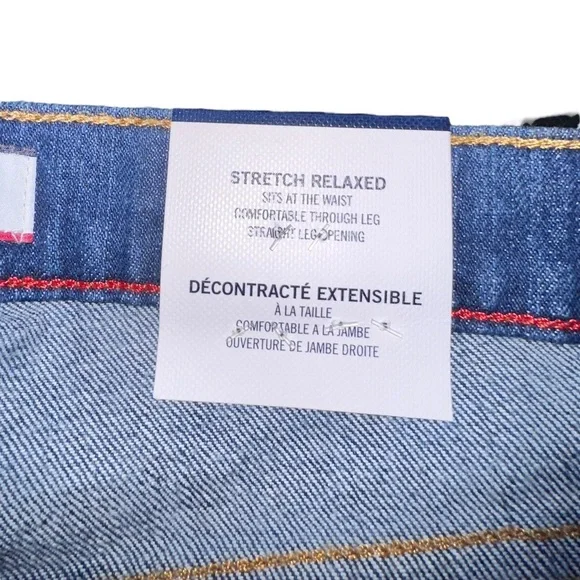 STRETCH RELAXED
SITS AT THE WAIST
COMFORTABLE THROUGH LEG
STRAIGHT LEG OPENING
DÉCONTRACTÉ EXTENSIBLE
À LA TAILLE
COMFORTABLE A LA JAMBE
OUVERTURE DE JAMBE DROITE